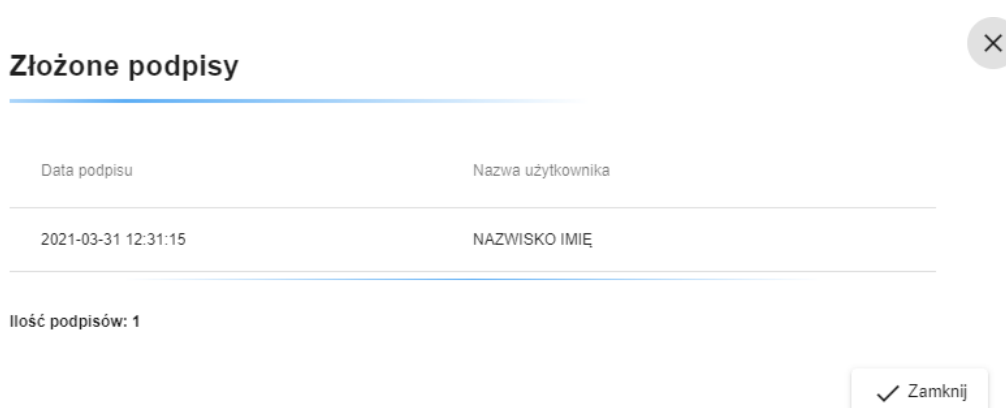 Złożone podpisy
Data podpisu Nazwa użytkownika
2021-03-31 12:31:15 NAZWISKO IMIĘ
Ilość podpisów: 1
Zamknij